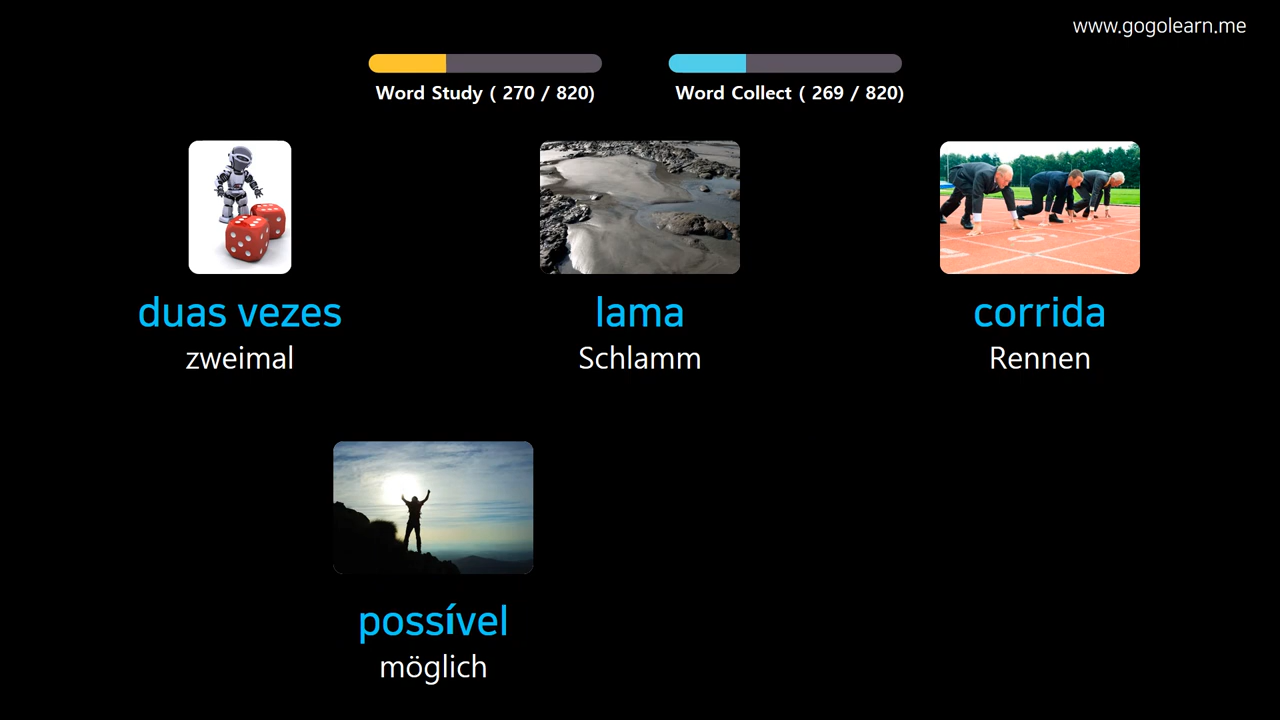 www.gogolearn.me
Word Study ( 270 / 820)
Word Collect ( 269 / 820)
duas vezes
zweimal
lama
Schlamm
corrida
Rennen
possível
möglich